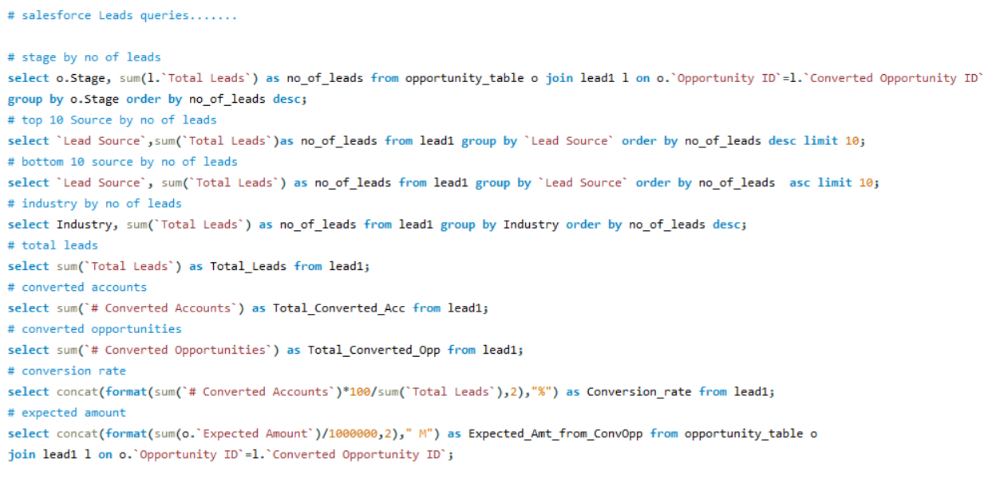 # salesforce Leads queries.......
# stage by no of leads
select o.Stage, sum(l.`Total Leads`) as no_of_leads from opportunity_table o join lead1 l on o.`Opportunity ID`=l.`Converted Opportunity ID`
group by o.Stage order by no_of_leads desc;
# top 10 Source by no of leads
select `Lead Source`,sum(`Total Leads`)as no_of_leads from lead1 group by `Lead Source` order by no_of_leads desc limit 10;
# bottom 10 source by no of leads
select `Lead Source`, sum(`Total Leads`) as no_of_leads from lead1 group by `Lead Source` order by no_of_leads  asc limit 10;
# industry by no of leads
select Industry, sum(`Total Leads`) as no_of_leads from lead1 group by Industry order by no_of_leads desc;
# total leads
select sum(`Total Leads`) as Total_Leads from lead1;
# converted accounts
select sum(`# Converted Accounts`) as Total_Converted_Acc from lead1;
# converted opportunities
select sum(`# Converted Opportunities`) as Total_Converted_Opp from lead1;
# conversion rate
select concat(format(sum(`# Converted Accounts`)*100/sum(`Total Leads`),2),"%") as Conversion_rate from lead1;
# expected amount
select concat(format(sum(o.`Expected Amount`)/1000000,2)," M") as Expected_Amt_from_ConvOpp from opportunity_table o
join lead1 l on o.`Opportunity ID`=l.`Converted Opportunity ID`;